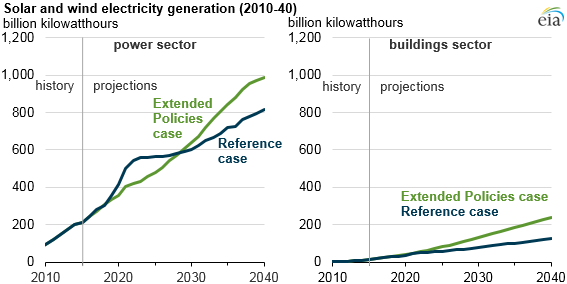 Solar and wind electricity generation (2010-40)
billion kilowatthours
billion kilowatthours
eia
1,200
power sector
1,000
history
projections
800
Extended
Policies
case
600
Reference
case
400
200
0
2010
2020
2030
2040
1,200
buildings sector
1,000
history
projections
800
600
400
Extended Policies case
Reference case
200
0
2010
2020
2030
2040